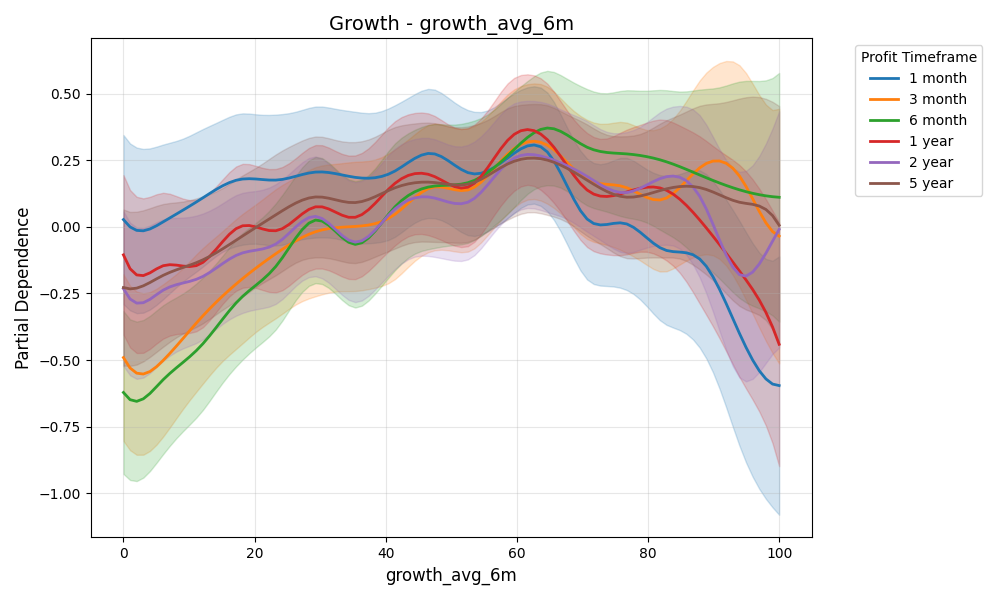 Growth - growth_avg_6m
Profit Timeframe
1 month
3 month
6 month
1 year
2 year
5 year
Partial Dependence
0.50
0.25
0.00
−0.25
−0.50
−0.75
−1.00
0 20 40 60 80 100
growth_avg_6m